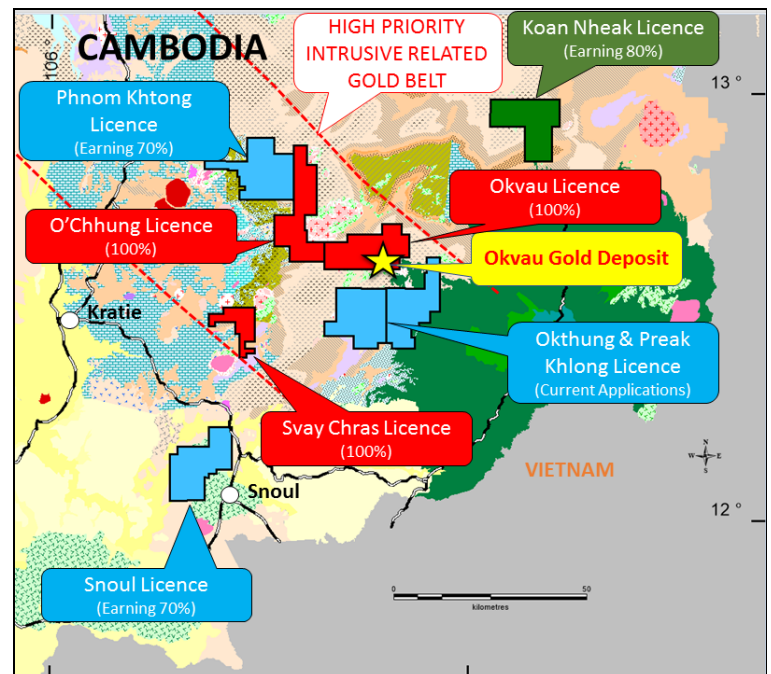 CAMBODIA
106°
HIGH PRIORITY
INTRUSIVE RELATED
GOLD BELT
Koan Nheak Licence
(Earning 80%)
13 °
Phnom Khtong
Licence
(Earning 70%)
Okvau Licence
(100%)
O'Chhung Licence
(100%)
Okvau Gold Deposit
Kratie
Okthung & Preak
Khlong Licence
(Current Applications)
Svay Chras Licence
(100%)
N
W E
S
VIETNAM
Snoul
12 °
Snoul Licence
(Earning 70%)
0 50
kilometres